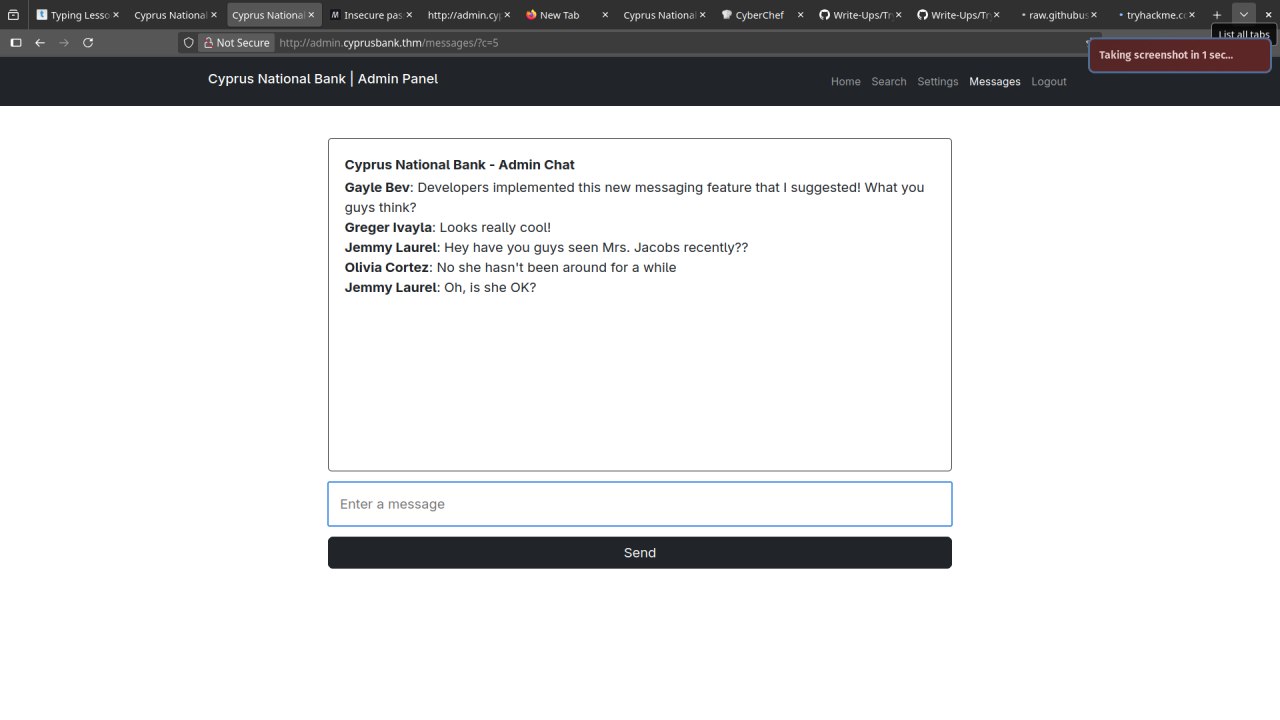 Typing Lesso
Cyprus National
Cyprus National
Insecure pas
http://admin.cy
New Tab
Cyprus National
CyberChef
Write-Ups/Tr
Write-Ups/Tr
raw.githubus
tryhackme.c
List all tabs
Not Secure
http://admin.cyprusbank.thm/messages/?c=5
Taking screenshot in 1 sec...
Cyprus National Bank | Admin Panel
Home
Search
Settings
Messages
Logout
Cyprus National Bank - Admin Chat
Gayle Bev: Developers implemented this new messaging feature that I suggested! What you
guys think?
Greger Ivayla: Looks really cool!
Jemmy Laurel: Hey have you guys seen Mrs. Jacobs recently??
Olivia Cortez: No she hasn't been around for a while
Jemmy Laurel: Oh, is she OK?
Enter a message
Send